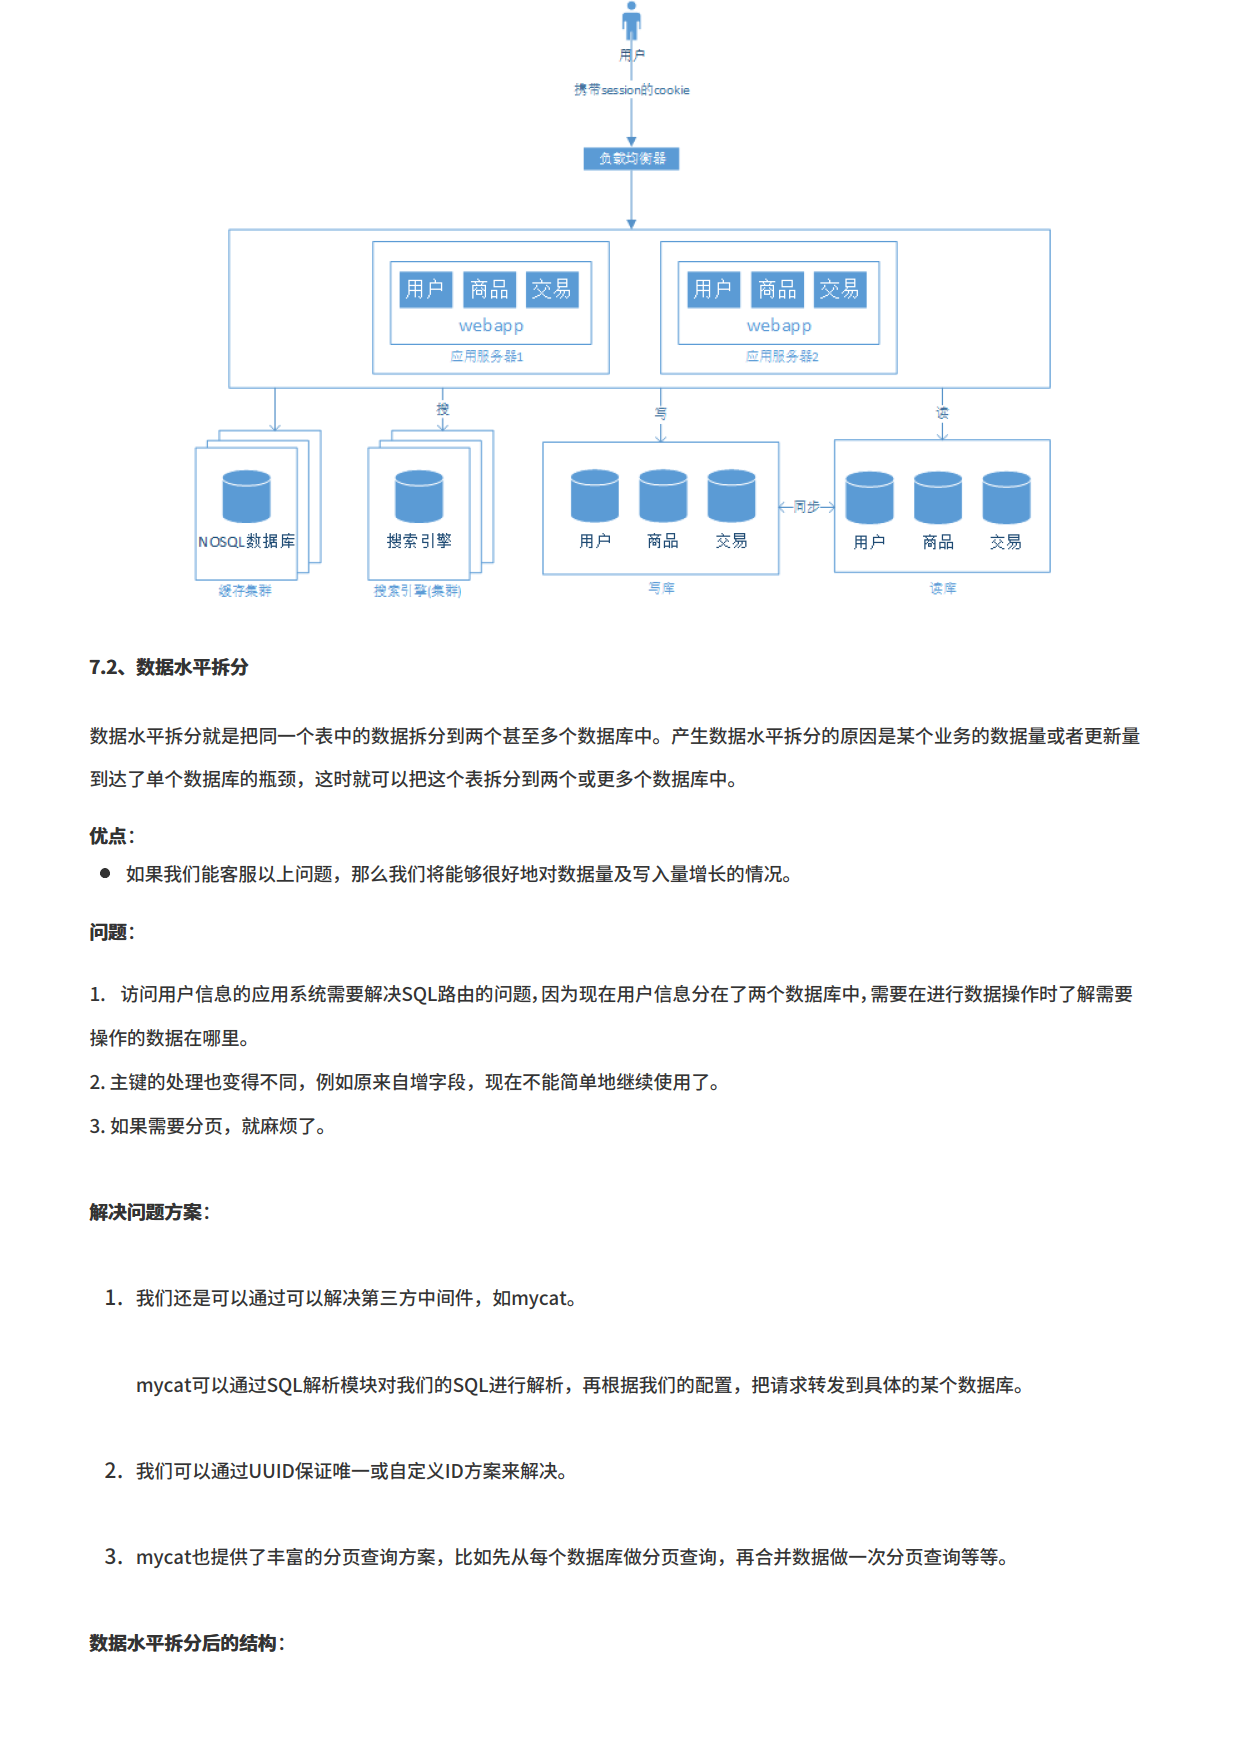 用户
携带session的cookie
负载均衡器
用户 商品 交易 用户 商品 交易
webapp webapp
应用服务器1 应用服务器2
搜 写 读
同步
NOSQL数据库 搜索引擎 用户 商品 交易 用户 商品 交易
缓存集群 搜索引擎(集群) 写库 读库
7.2、数据水平拆分
数据水平拆分就是把同一个表中的数据拆分到两个甚至多个数据库中。产生数据水平拆分的原因是某个业务的数据量或者更新量
到达了单个数据库的瓶颈，这时就可以把这个表拆分到两个或更多个数据库中。
优点：
● 如果我们能客服以上问题，那么我们将能够很好地对数据量及写入量增长的情况。
问题：
1. 访问用户信息的应用系统需要解决SQL路由的问题,因为现在用户信息分在了两个数据库中,需要在进行数据操作时了解需要
操作的数据在哪里。
2. 主键的处理也变得不同，例如原来自增字段，现在不能简单地继续使用了。
3. 如果需要分页，就麻烦了。
解决问题方案：
1. 我们还是可以通过可以解决第三方中间件，如mycat。
mycat可以通过SQL解析模块对我们的SQL进行解析，再根据我们的配置，把请求转发到具体的某个数据库。
2. 我们可以通过UUID保证唯一或自定义ID方案来解决。
3. mycat也提供了丰富的分页查询方案，比如先从每个数据库做分页查询，再合并数据做一次分页查询等等。
数据水平拆分后的结构：